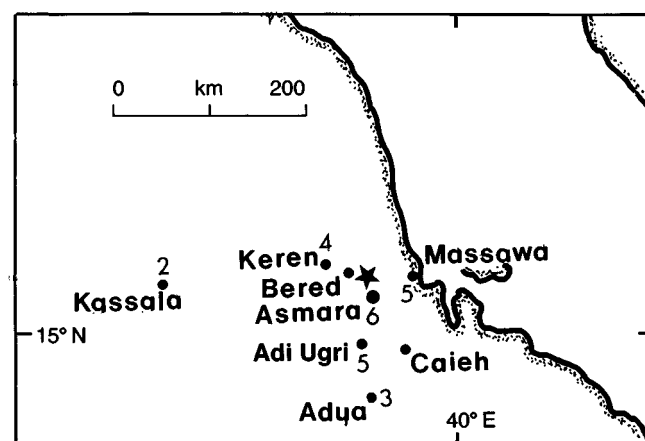 0 km 200
4
Keren
Massawa
2
Bered
5
Kassala
Asmara
6
15° N
Adi Ugri
5
Caieh
Adua
3
40° E